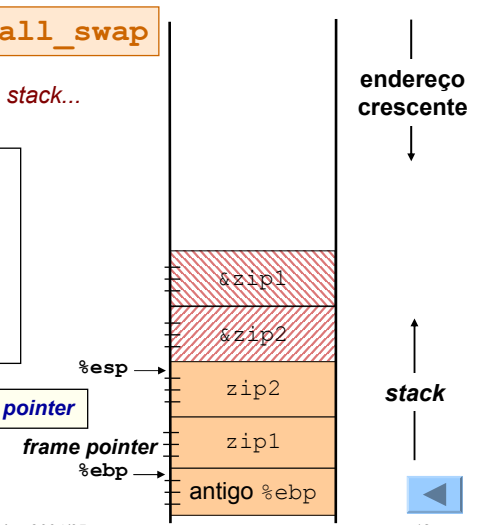 all_swap
stack...
endereço
crescente
&zip1
&zip2
%esp
zip2
stack
pointer
frame pointer
zip1
%ebp
antigo %ebp